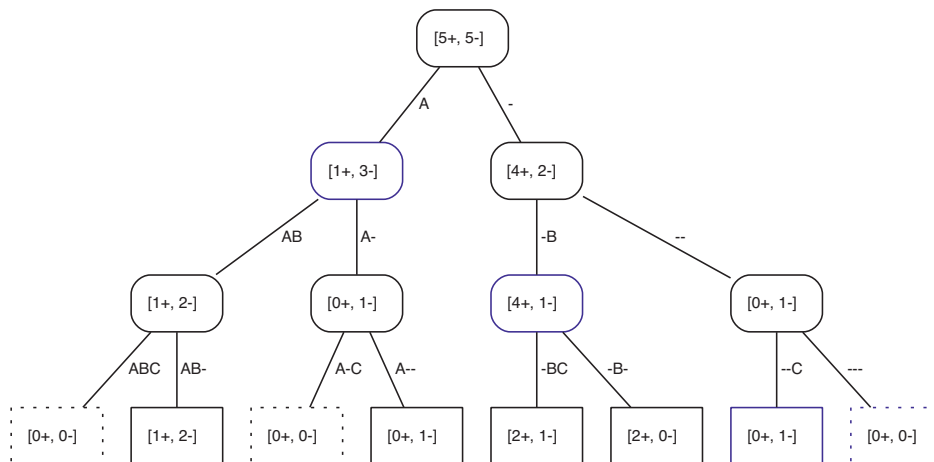 [5+, 5-]
A
-
[1+, 3-]
[4+, 2-]
AB
A-
-B
--
[1+, 2-]
[0+, 1-]
[4+, 1-]
[0+, 1-]
ABC
AB-
A-C
A--
-BC
-B-
--C
---
[0+, 0-]
[1+, 2-]
[0+, 0-]
[0+, 1-]
[2+, 1-]
[2+, 0-]
[0+, 1-]
[0+, 0-]